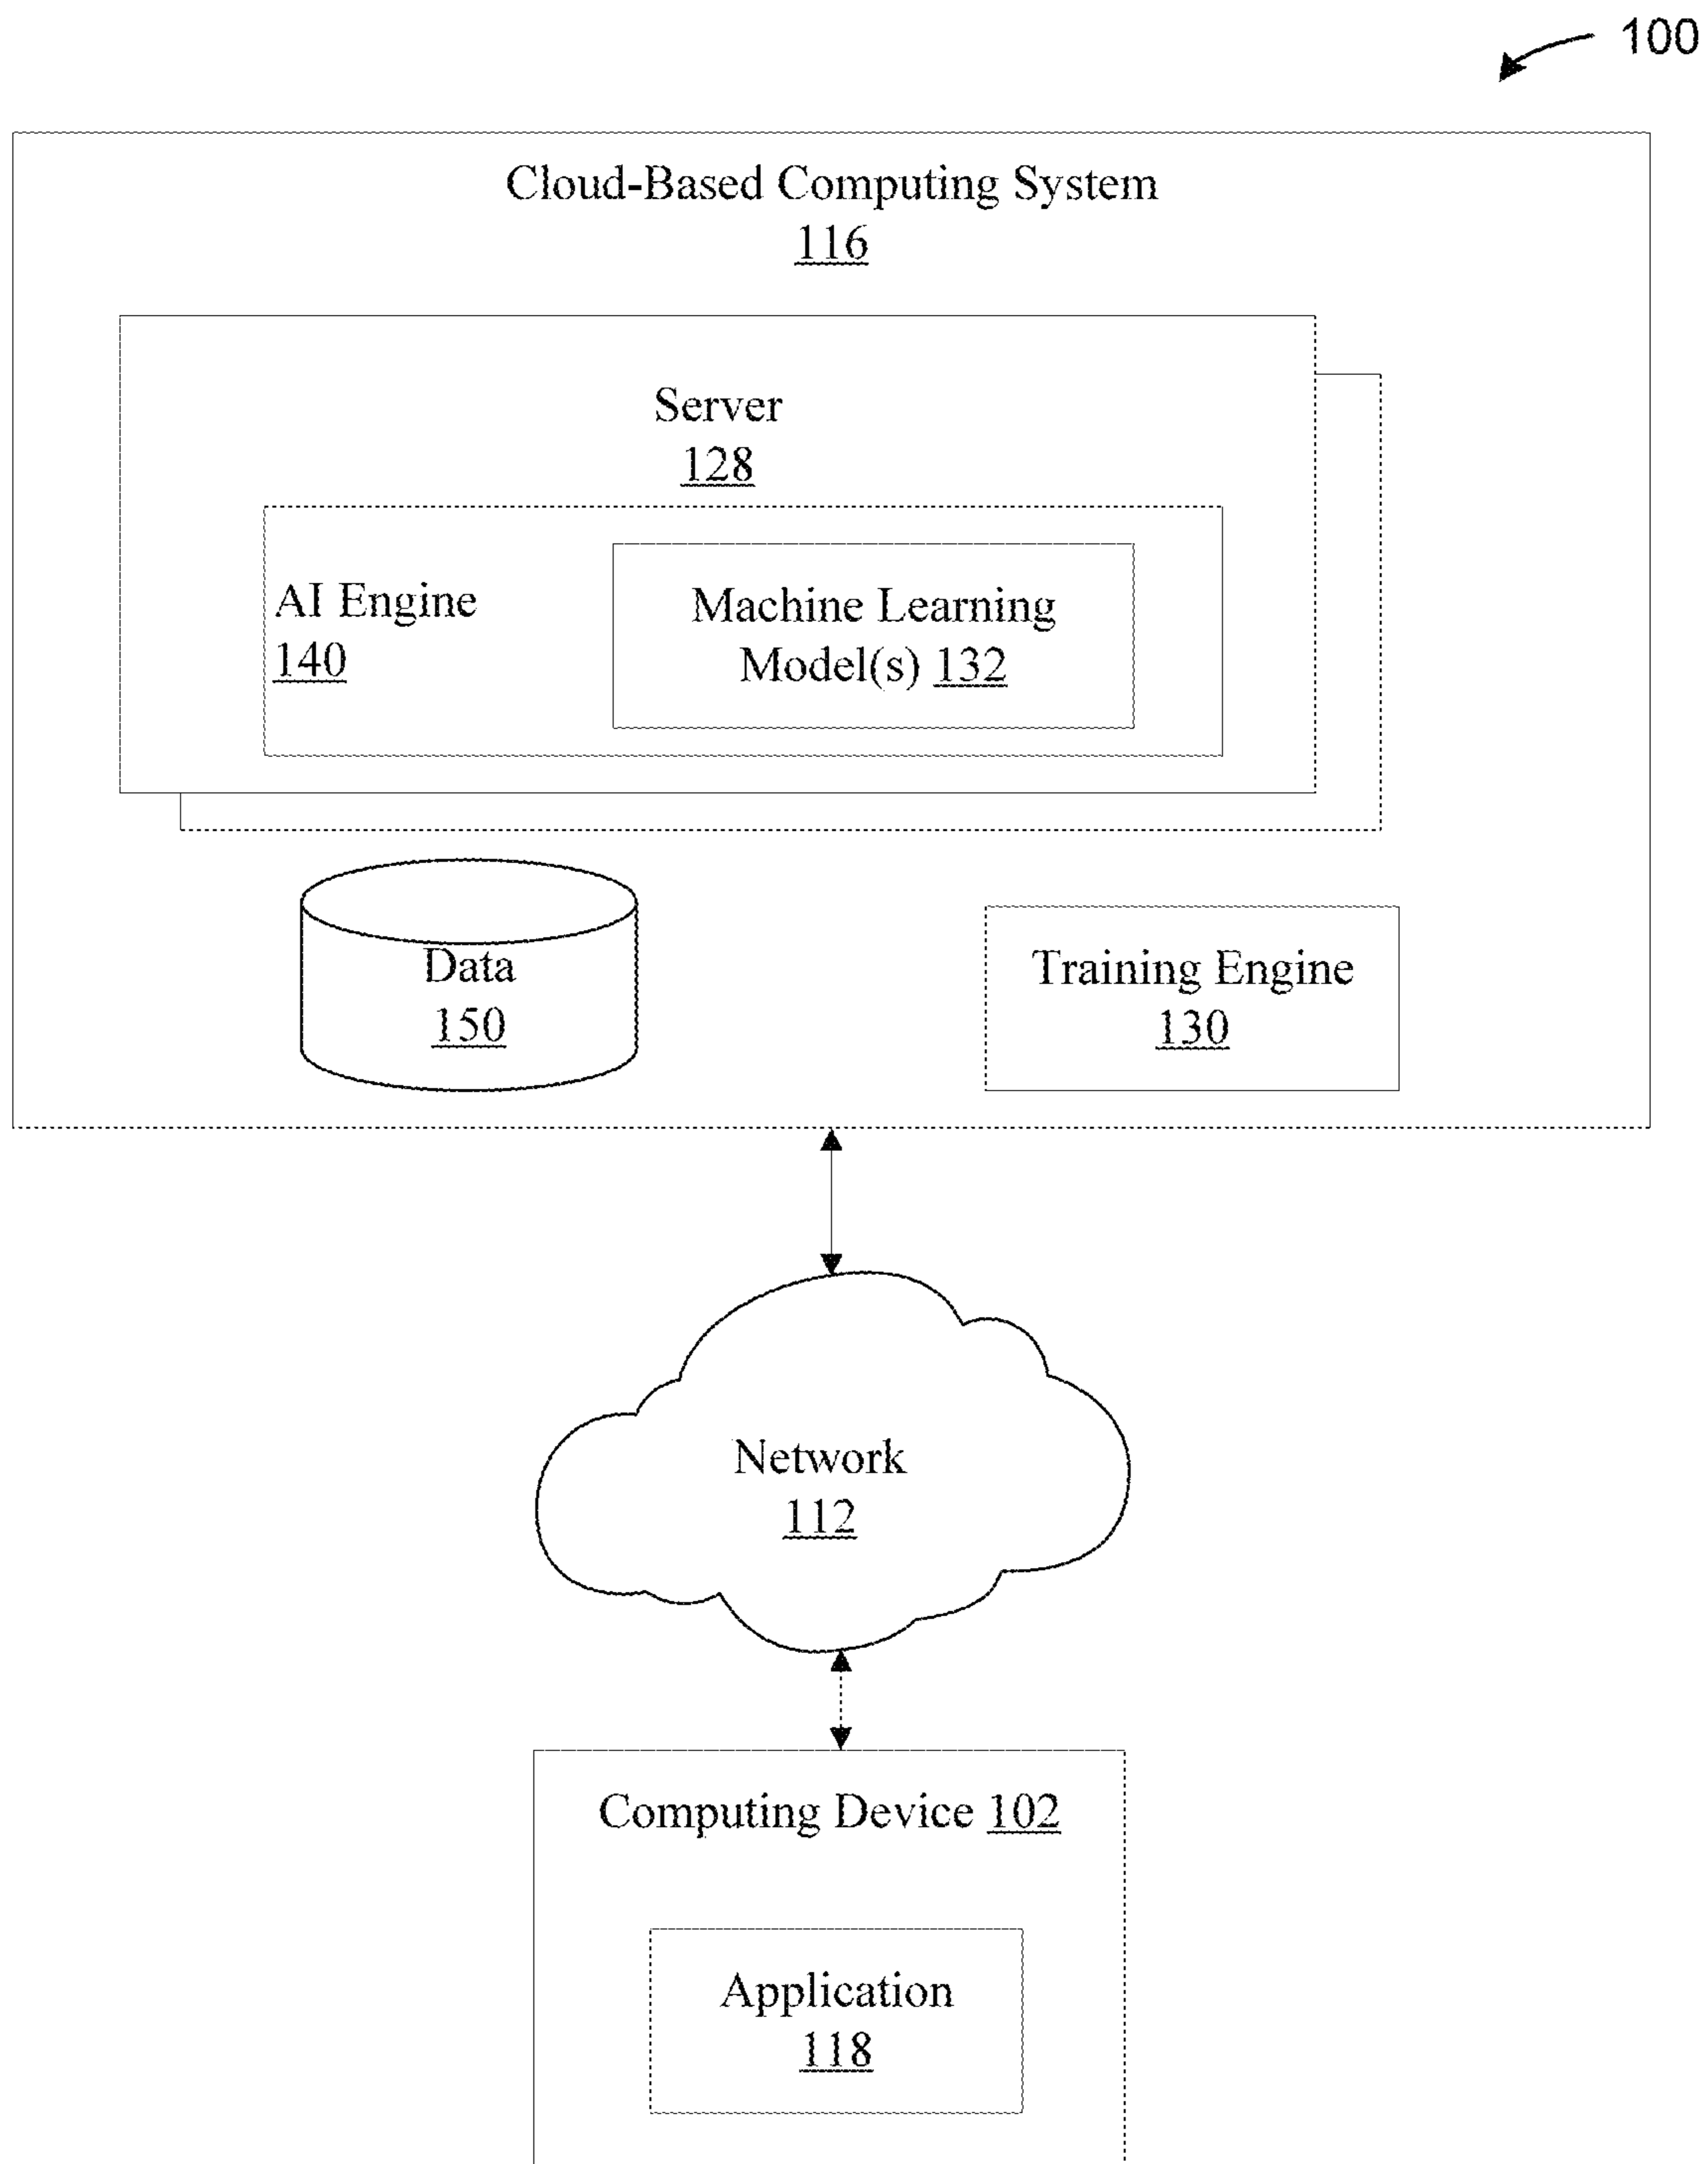 100
Cloud-Based Computing System
116
Server
128
AI Engine
140
Machine Learning
Model(s) 132
Data
150
Training Engine
130
Network
112
Computing Device 102
Application
118